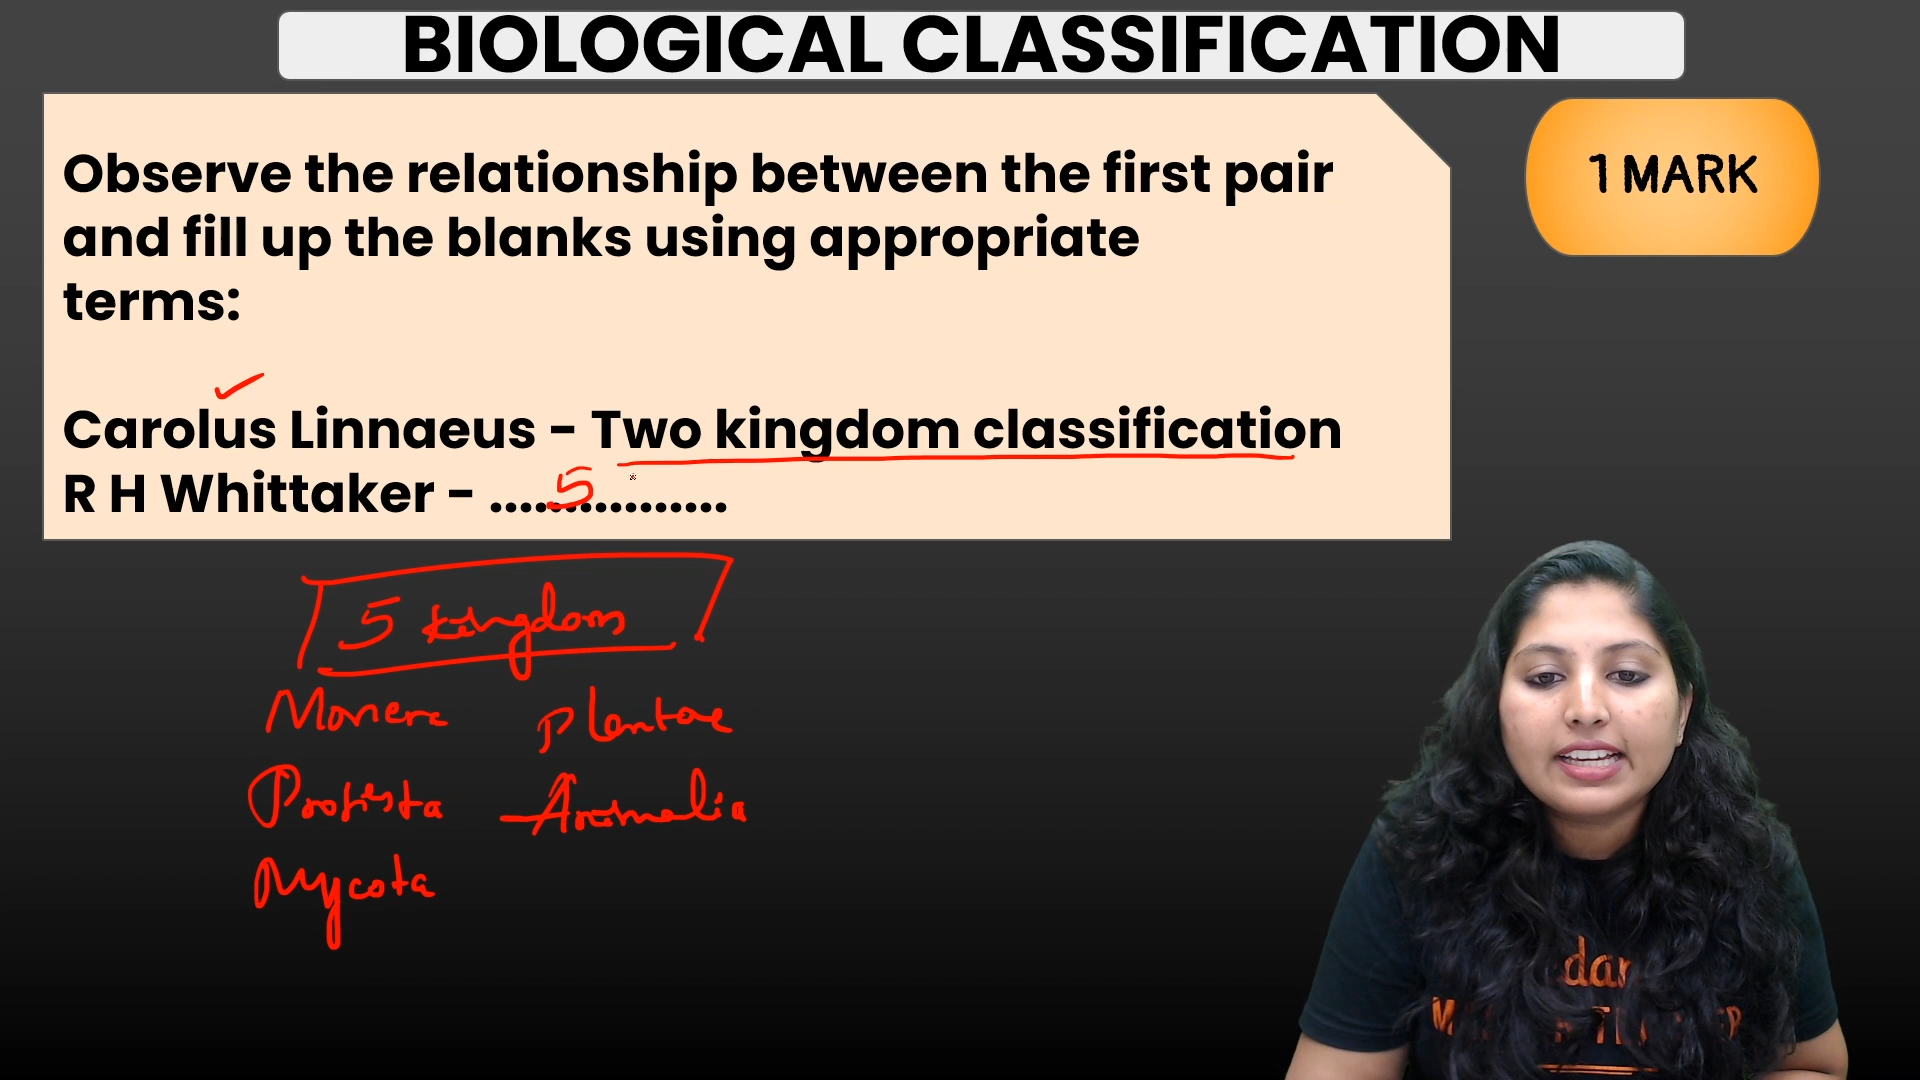 BIOLOGICAL CLASSIFICATION
1 MARK
Observe the relationship between the first pair
and fill up the blanks using appropriate
terms:
Carolus Linnaeus - Two kingdom classification
R H Whittaker - ................
5
5 kingdom
Monera Plantae
Protista Animalia
Mycota
dar